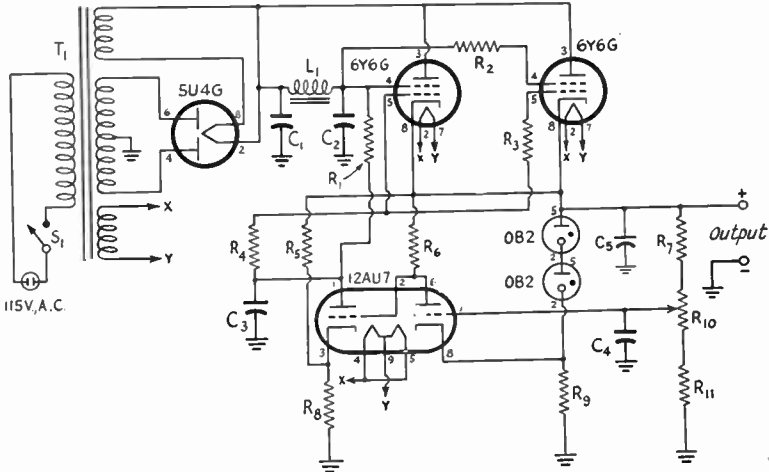 T1
5U4G
6
8
4
2
L1
C1
C2
R1
6Y6G
3
4
5
8
2
7
X
Y
R2
6Y6G
3
4
5
8
2
7
X
Y
R3
S1
115V., A.C.
X
Y
R4
R5
R6
C3
12AU7
1
2
6
7
3
4
9
5
8
X
Y
R8
5
OB2
2
5
OB2
2
C5
R7
+
Output
−
R10
C4
R9
R11